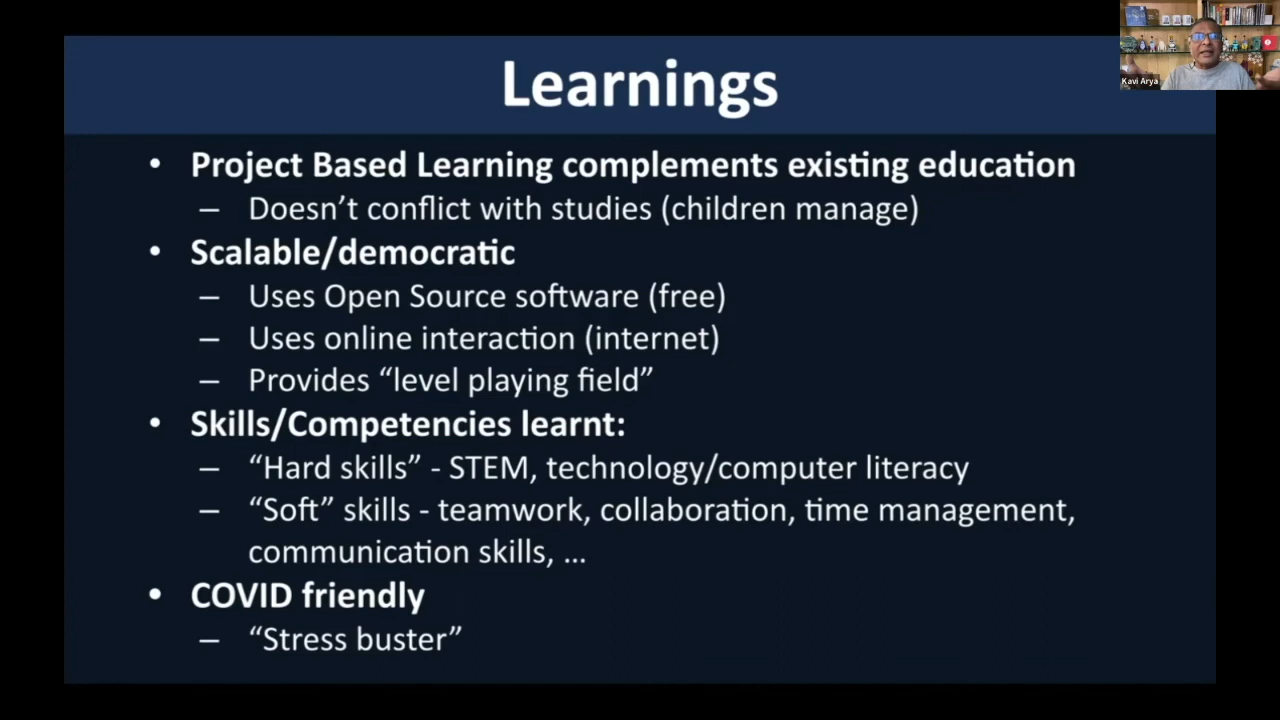 Learnings
Kavi Arya
• Project Based Learning complements existing education
– Doesn’t conflict with studies (children manage)
• Scalable/democratic
– Uses Open Source software (free)
– Uses online interaction (internet)
– Provides “level playing field”
• Skills/Competencies learnt:
– “Hard skills” - STEM, technology/computer literacy
– “Soft” skills - teamwork, collaboration, time management,
communication skills, ...
• COVID friendly
– “Stress buster”